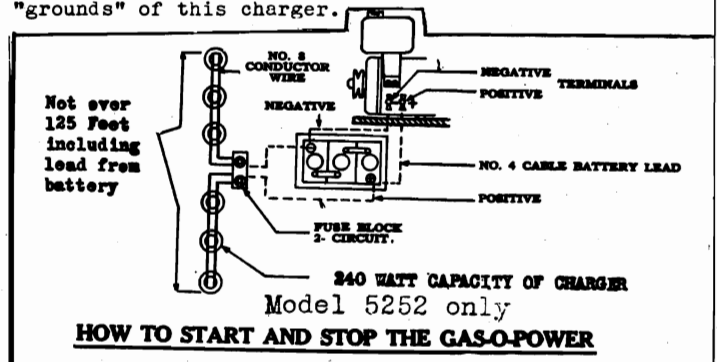 "grounds" of this charger.
NO. 8
CONDUCTOR
WIRE
NEGATIVE
TERMINALS
POSITIVE
Not over
125 Feet
including
lead from
battery
NEGATIVE
NO. 4 CABLE BATTERY LEAD
POSITIVE
FUSE BLOCK
2- CIRCUIT.
240 WATT CAPACITY OF CHARGER
Model 5252 only
HOW TO START AND STOP THE GAS-O-POWER